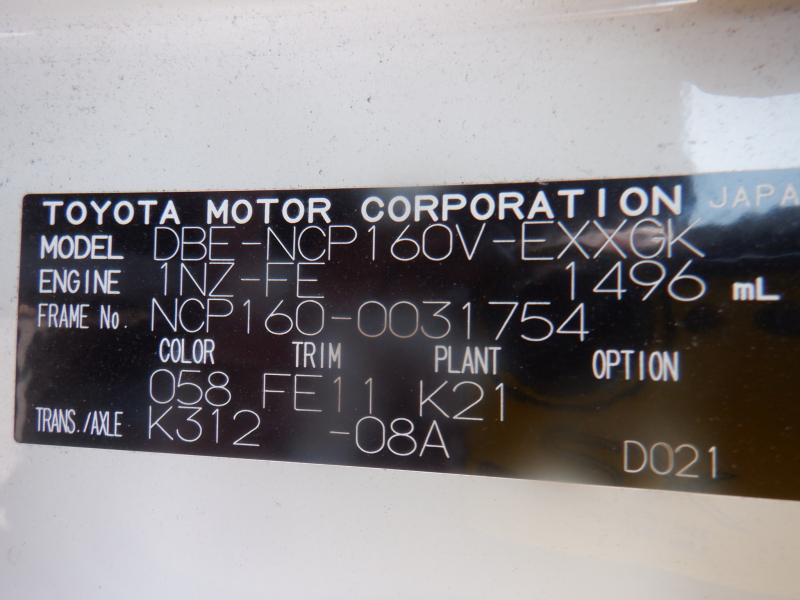 TOYOTA MOTOR CORPORATION JAPA
MODEL DBE-NCP160V-EXXGK
ENGINE 1NZ-FE 1496 mL
FRAME No. NCP160-0031754
COLOR TRIM PLANT OPTION
058 FE11 K21
TRANS./AXLE K312 -08A D021